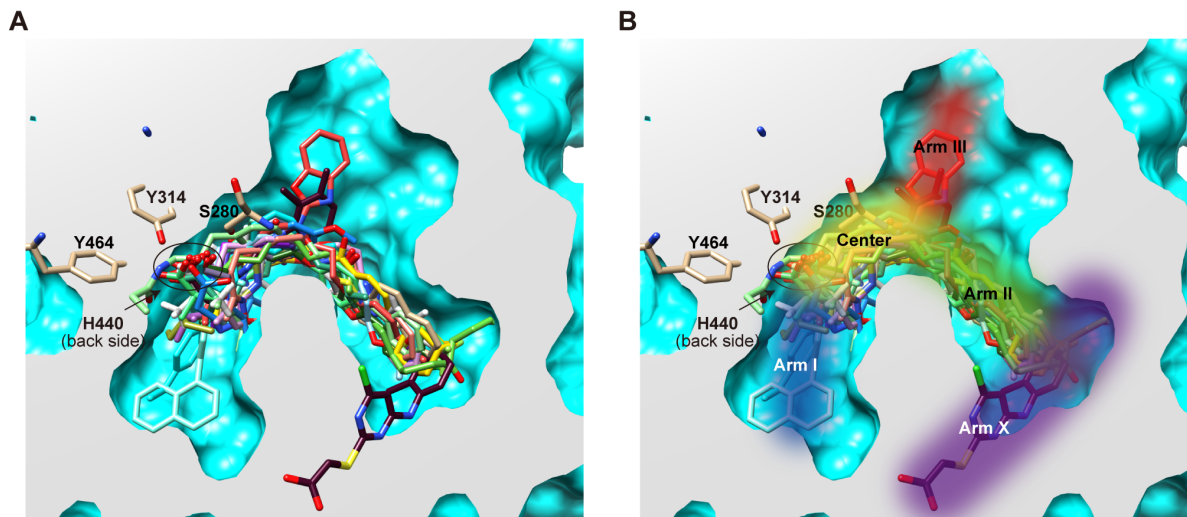 A
Y314
S280
Y464
H440
(back side)
B
Arm III
Y314
S280
Y464
Center
Arm II
H440
(back side)
Arm I
Arm X